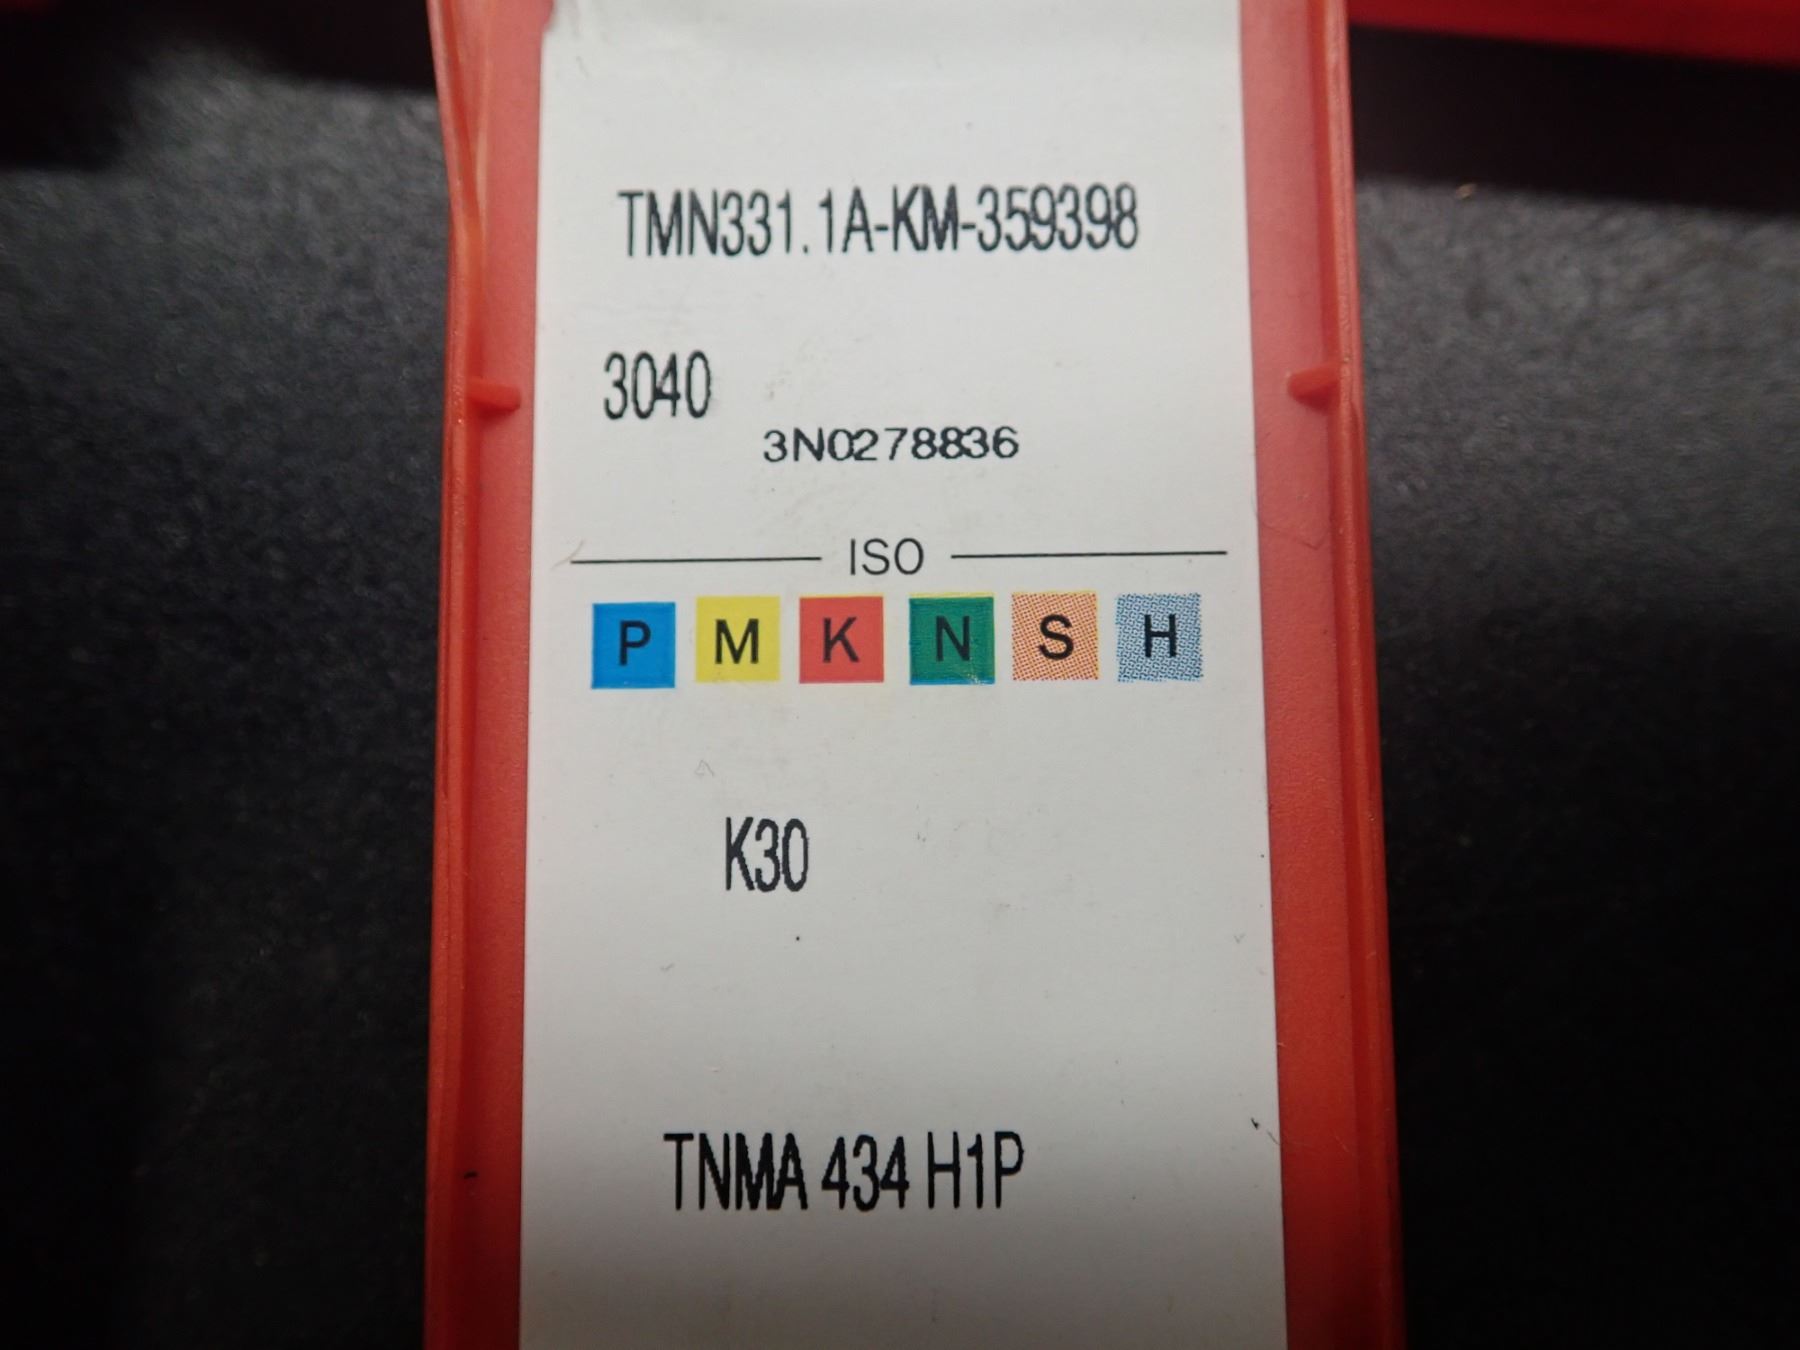 TMN331.1A-KM-359398
3040
3N0278836
ISO
P M K N S H
K30
TNMA 434 H1P